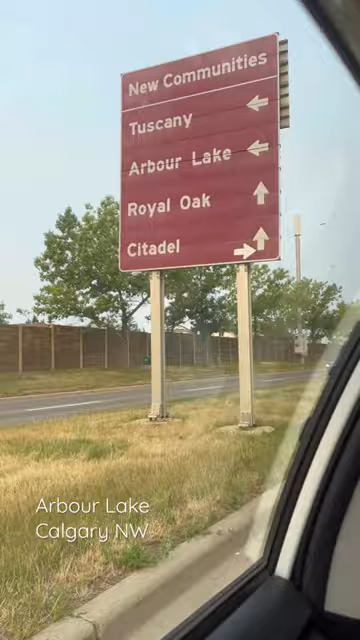 New Communities
Tuscany
Arbour Lake
Royal Oak
Citadel
Arbour Lake
Calgary NW